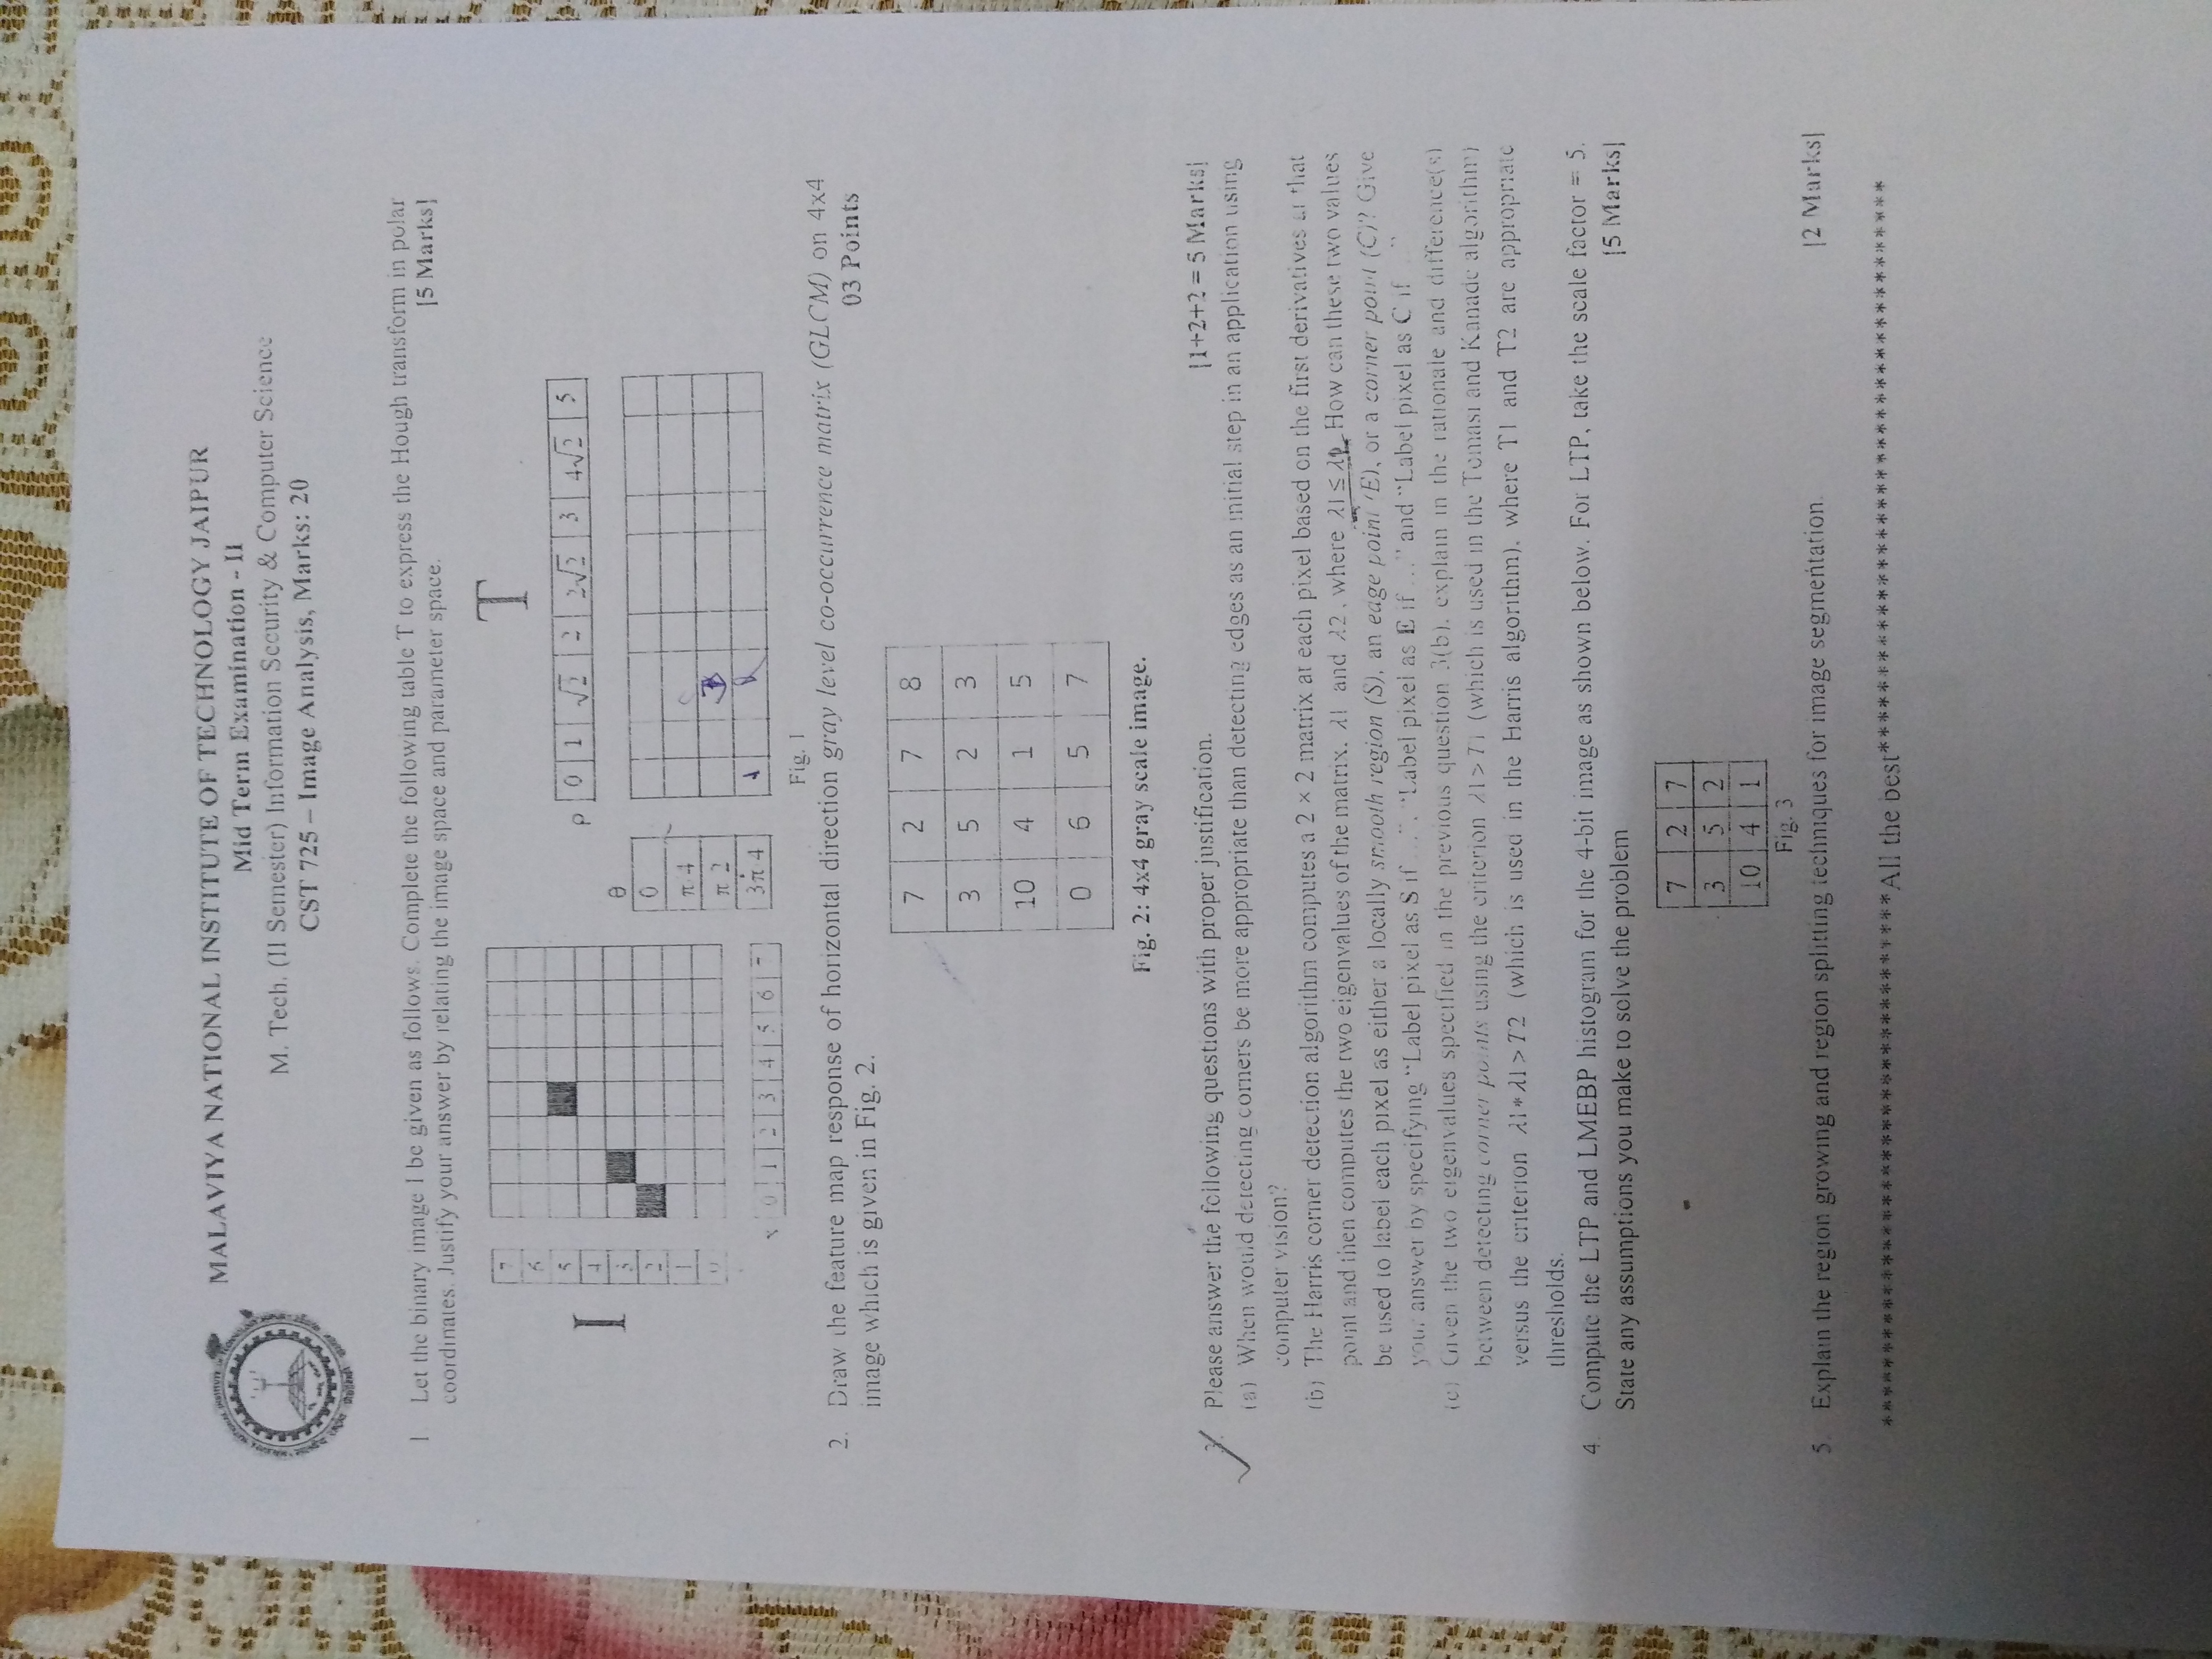 MALAVIYA NATIONAL INSTITUTE OF TECHNOLOGY JAIPUR
Mid Term Examination - II
M. Tech. (II Semester) Information Security & Computer Science
CST 725 – Image Analysis, Marks: 20
1 Let the binary image I be given as follows. Complete the following table T to express the Hough transform in polar
coordinates. Justify your answer by relating the image space and parameter space.
[5 Marks]
I
7
6
5
4
3
2
1
0
x 0 1 2 3 4 5 6 7
T
ρ 0 1 √2 2 2√2 3 4√2 5
θ
0
π 4
π 2
3π 4
Fig. 1
2. Draw the feature map response of horizontal direction gray level co-occurrence matrix (GLCM) on 4x4
image which is given in Fig. 2.
03 Points
7 2 7 8
3 5 2 3
10 4 1 5
0 6 5 7
Fig. 2: 4x4 gray scale image.
3. Please answer the following questions with proper justification.
[1+2+2 = 5 Marks]
(a) When would detecting corners be more appropriate than detecting edges as an initial step in an application using
computer vision?
(b) The Harris corner detection algorithm computes a 2 × 2 matrix at each pixel based on the first derivatives at that
point and then computes the two eigenvalues of the matrix, λ1 and λ2, where λ1 ≤ λ2. How can these two values
be used to label each pixel as either a locally smooth region (S), an eage point (E), or a corner point (C)? Give
your answer by specifying "Label pixel as S if ...", "Label pixel as E if ..." and "Label pixel as C if ..."
(c) Given the two eigenvalues specified in the previous question 3(b), explain in the rationale and difference(s)
between detecting corner points using the criterion λ1 > T1 (which is used in the Tomasi and Kanade algorithm)
versus the criterion λ1*λ1 > T2 (which is used in the Harris algorithm), where T1 and T2 are appropriate
thresholds.
4. Compute the LTP and LMEBP histogram for the 4-bit image as shown below. For LTP, take the scale factor = 5.
State any assumptions you make to solve the problem
[5 Marks]
7 2 7
3 5 2
10 4 1
Fig. 3
5. Explain the region growing and region splitting techniques for image segmentation.
[2 Marks]
**************************All the best**************************